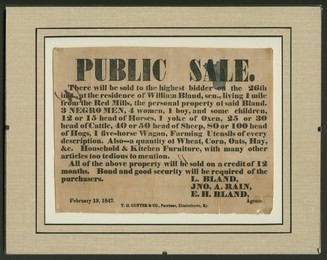 PUBLIC SALE.
There will be sold to the highest bidder on the 26th
inst. at the residence of William Bland, sen., living 1 mile
from the Red Mills, the personal property of said Bland.
3 NEGRO MEN, 4 women, 1 boy, and some children.
12 or 15 head of Horses, 1 yoke of Oxen, 25 or 30
head of Cattle, 40 or 50 head of Sheep, 80 or 100 head
of Hogs, 1 five-horse Wagon, Farming Utensils of every
description. Also—a quantity of Wheat, Corn, Oats, Hay,
&c. Household & Kitchen Furniture, with many other
articles too tedious to mention.
All of the above property will be sold on a credit of 12
months. Bond and good security will be required of the
purchasers.
L. BLAND,
JNO. A. RAIN,
E. H. BLAND,
February 19, 1847. Agents.
Elizabethtown, Ky.